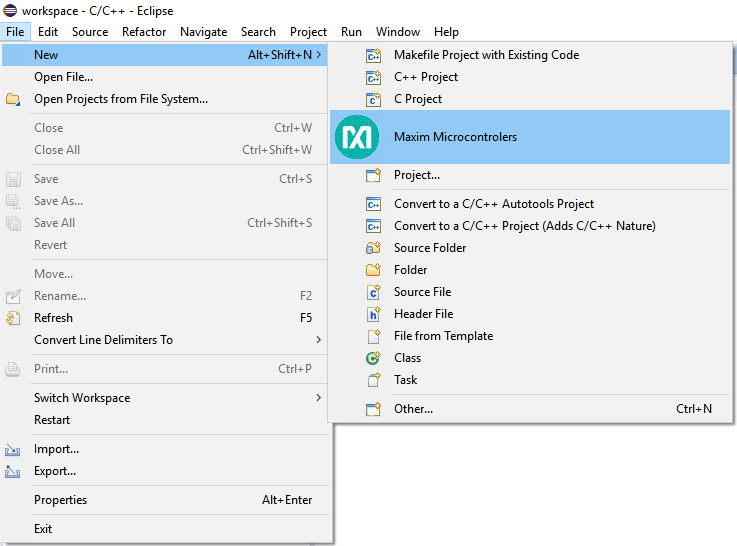 workspace - C/C++ - Eclipse
File Edit Source Refactor Navigate Search Project Run Window Help
New Alt+Shift+N >
Open File...
Open Projects from File System...
Close Ctrl+W
Close All Ctrl+Shift+W
Save Ctrl+S
Save As...
Save All Ctrl+Shift+S
Revert
Move...
Rename... F2
Refresh F5
Convert Line Delimiters To >
Print... Ctrl+P
Switch Workspace >
Restart
Import...
Export...
Properties Alt+Enter
Exit
Makefile Project with Existing Code
C++ Project
C Project
Maxim Microcontrolers
Project...
Convert to a C/C++ Autotools Project
Convert to a C/C++ Project (Adds C/C++ Nature)
Source Folder
Folder
Source File
Header File
File from Template
Class
Task
Other... Ctrl+N